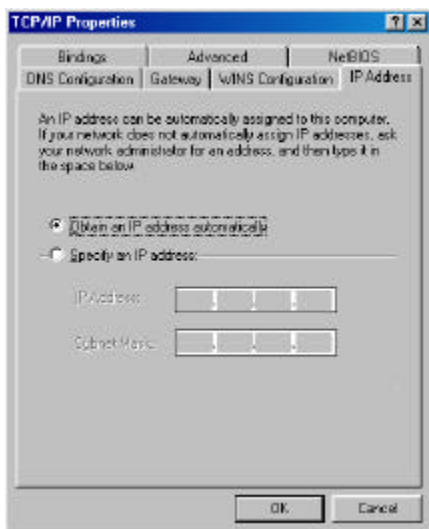 TCP/IP Properties
Bindings Advanced NetBIOS
DNS Configuration Gateway WINS Configuration IP Address
An IP address can be automatically assigned to this computer.
If your network does not automatically assign IP addresses, ask
your network administrator for an address, and then type it in
the space below.
Obtain an IP address automatically
Specify an IP address:
IP Address:
Subnet Mask:
OK Cancel